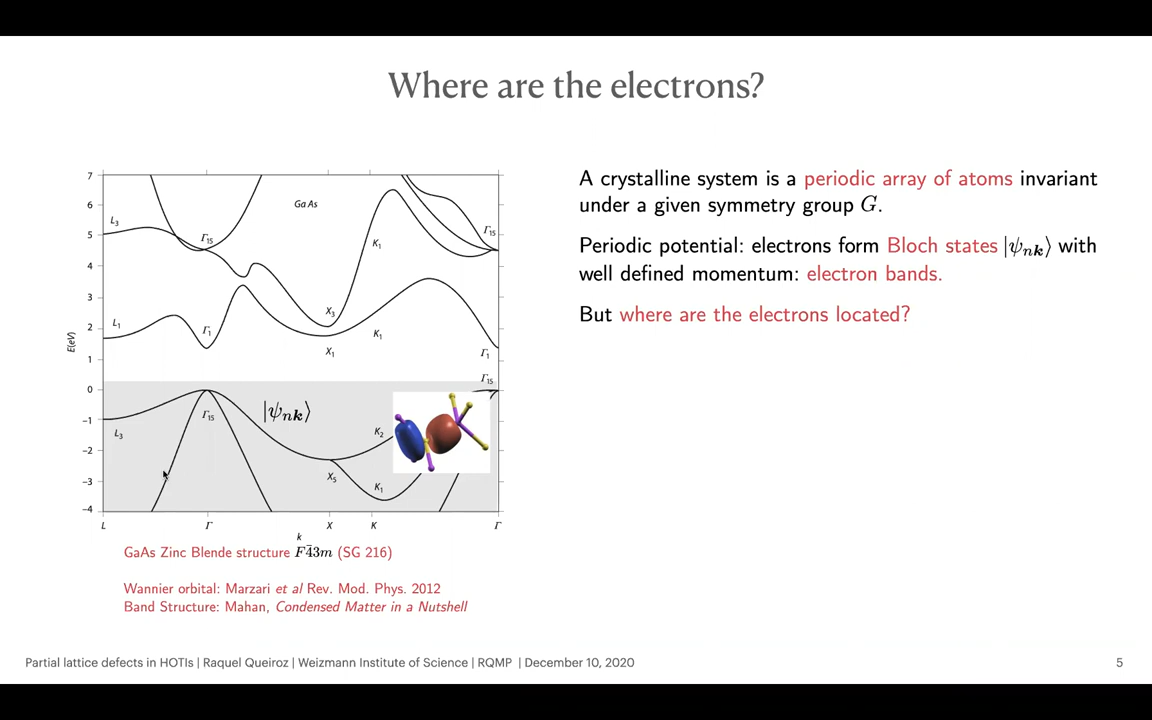 Where are the electrons?
7
6
5
4
3
2
1
0
−1
−2
−3
−4
E(eV)
Ga As
L₃
Γ₁₅
K₁
Γ₁₅
X₃
L₁
Γ₁
K₁
X₁
Γ₁
Γ₁₅
Γ₁₅
|ψₙₖ⟩
L₃
K₂
X₅
K₁
L Γ X K Γ
k
GaAs Zinc Blende structure F4̄3m (SG 216)
Wannier orbital: Marzari et al Rev. Mod. Phys. 2012
Band Structure: Mahan, Condensed Matter in a Nutshell
A crystalline system is a periodic array of atoms invariant
under a given symmetry group G.
Periodic potential: electrons form Bloch states |ψₙₖ⟩ with
well defined momentum: electron bands.
But where are the electrons located?
Partial lattice defects in HOTIs | Raquel Queiroz | Weizmann Institute of Science | RQMP | December 10, 2020
5